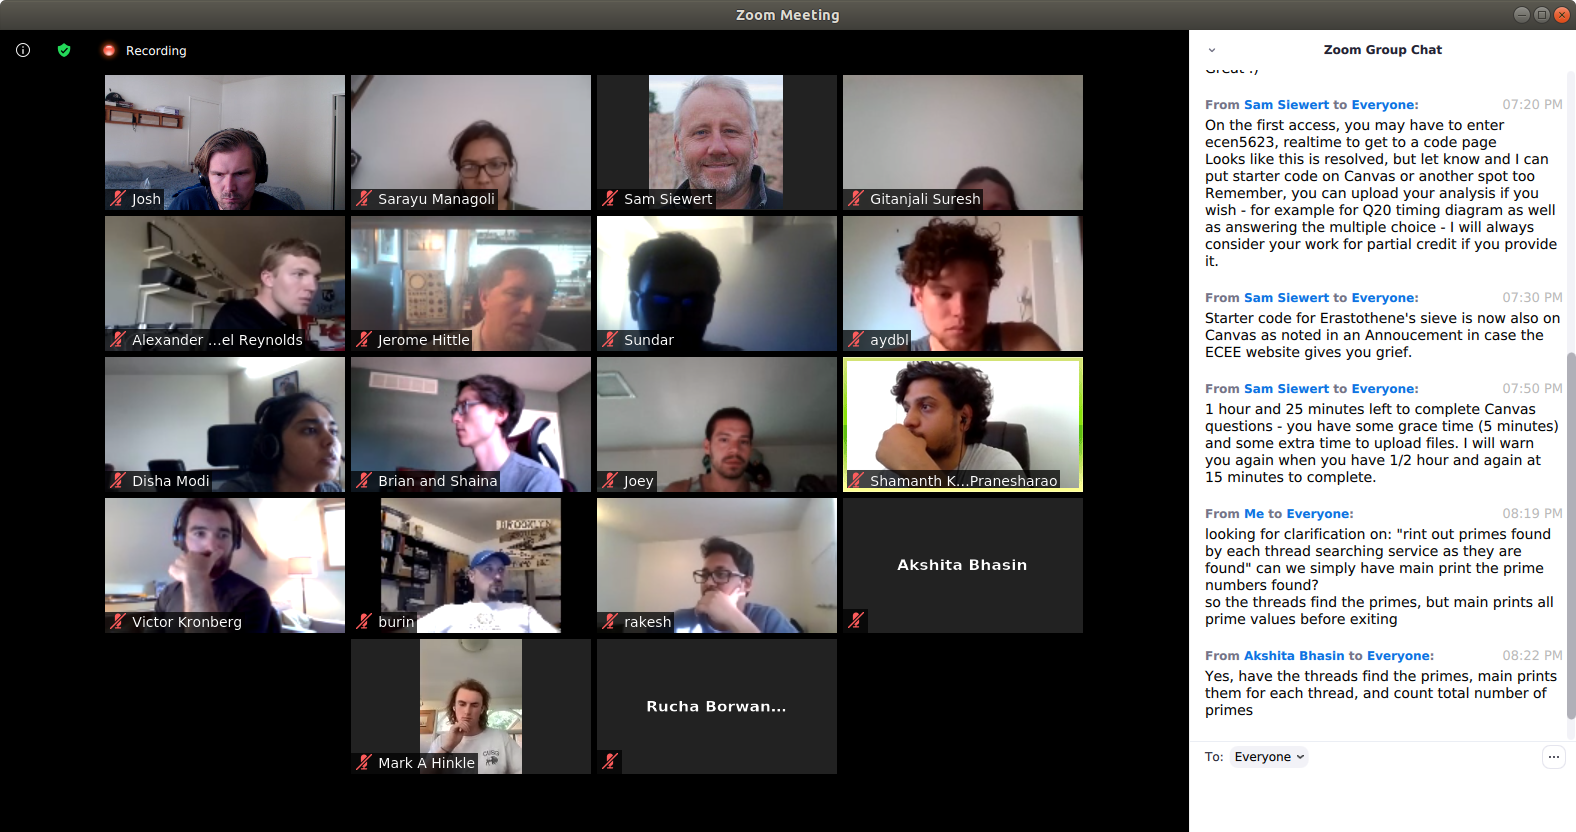 Zoom Meeting
Recording
Josh
Sarayu Managoli
Sam Siewert
Gitanjali Suresh
Alexander ...el Reynolds
Jerome Hittle
Sundar
aydbl
Disha Modi
Brian and Shaina
Joey
Shamanth K...Pranesharao
Victor Kronberg
BROOKLYN
burin
rakesh
Akshita Bhasin
Mark A Hinkle
Rucha Borwan...
Zoom Group Chat
Great :)
From Sam Siewert to Everyone: 07:20 PM
On the first access, you may have to enter
ecen5623, realtime to get to a code page
Looks like this is resolved, but let know and I can
put starter code on Canvas or another spot too
Remember, you can upload your analysis if you
wish - for example for Q20 timing diagram as well
as answering the multiple choice - I will always
consider your work for partial credit if you provide
it.
From Sam Siewert to Everyone: 07:30 PM
Starter code for Erastothene's sieve is now also on
Canvas as noted in an Annoucement in case the
ECEE website gives you grief.
From Sam Siewert to Everyone: 07:50 PM
1 hour and 25 minutes left to complete Canvas
questions - you have some grace time (5 minutes)
and some extra time to upload files. I will warn
you again when you have 1/2 hour and again at
15 minutes to complete.
From Me to Everyone: 08:19 PM
looking for clarification on: "rint out primes found
by each thread searching service as they are
found" can we simply have main print the prime
numbers found?
so the threads find the primes, but main prints all
prime values before exiting
From Akshita Bhasin to Everyone: 08:22 PM
Yes, have the threads find the primes, main prints
them for each thread, and count total number of
primes
To: Everyone